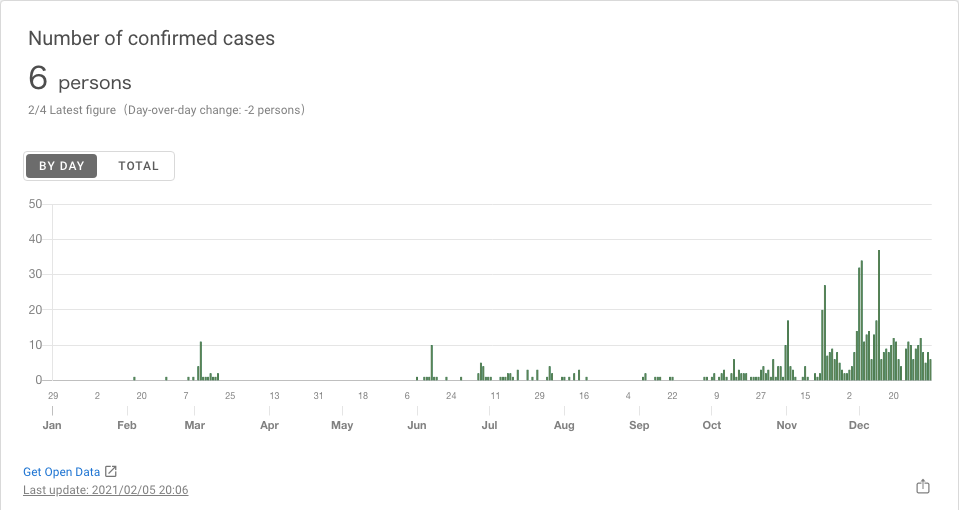 Number of confirmed cases
6 persons
2/4 Latest figure（Day-over-day change: -2 persons）
BY DAY TOTAL
50
40
30
20
10
0
29 2 20 7 25 13 31 18 6 24 11 29 16 4 22 9 27 15 2 20
Jan Feb Mar Apr May Jun Jul Aug Sep Oct Nov Dec
Get Open Data
Last update: 2021/02/05 20:06